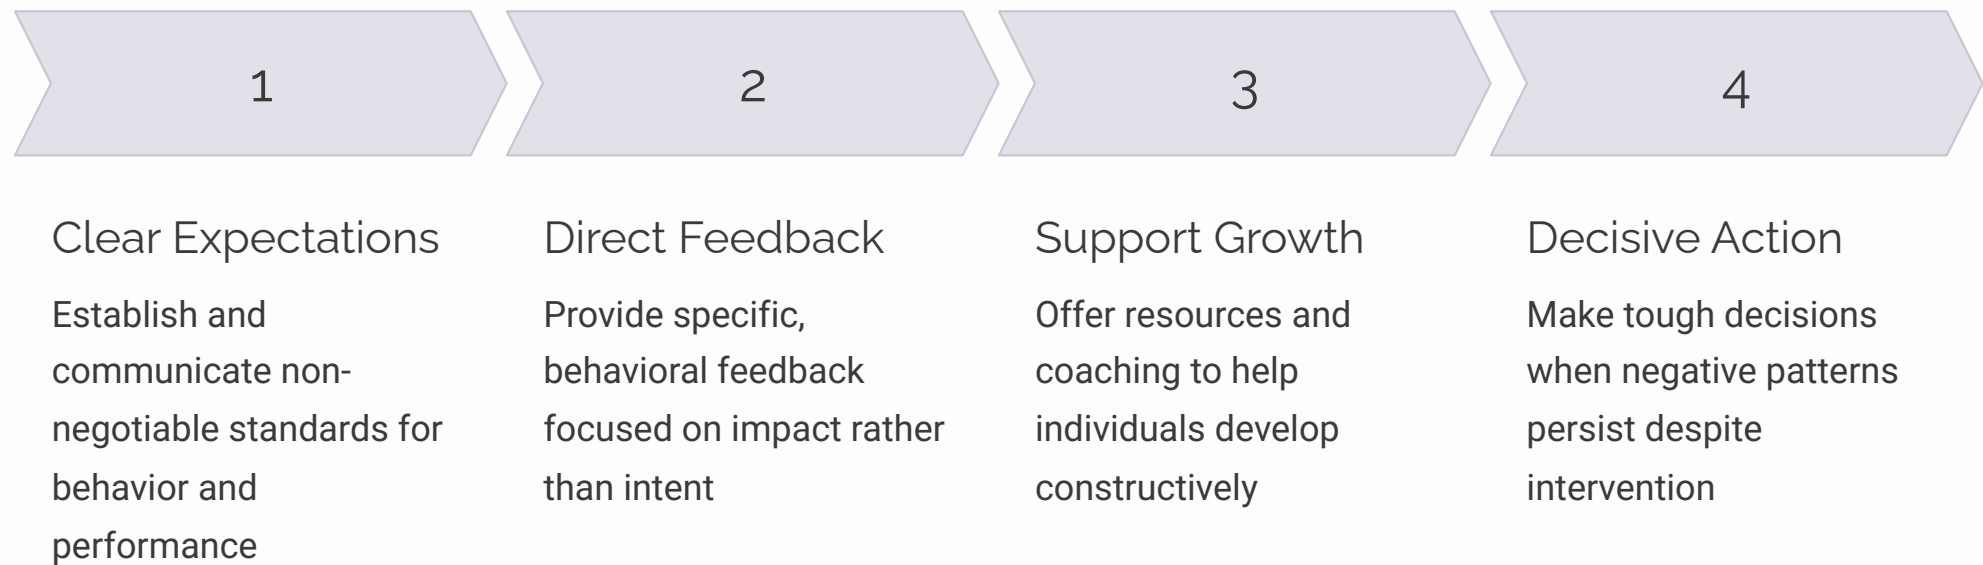 1
2
3
4
Clear Expectations
Establish and
communicate non-
negotiable standards for
behavior and
performance
Direct Feedback
Provide specific,
behavioral feedback
focused on impact rather
than intent
Support Growth
Offer resources and
coaching to help
individuals develop
constructively
Decisive Action
Make tough decisions
when negative patterns
persist despite
intervention